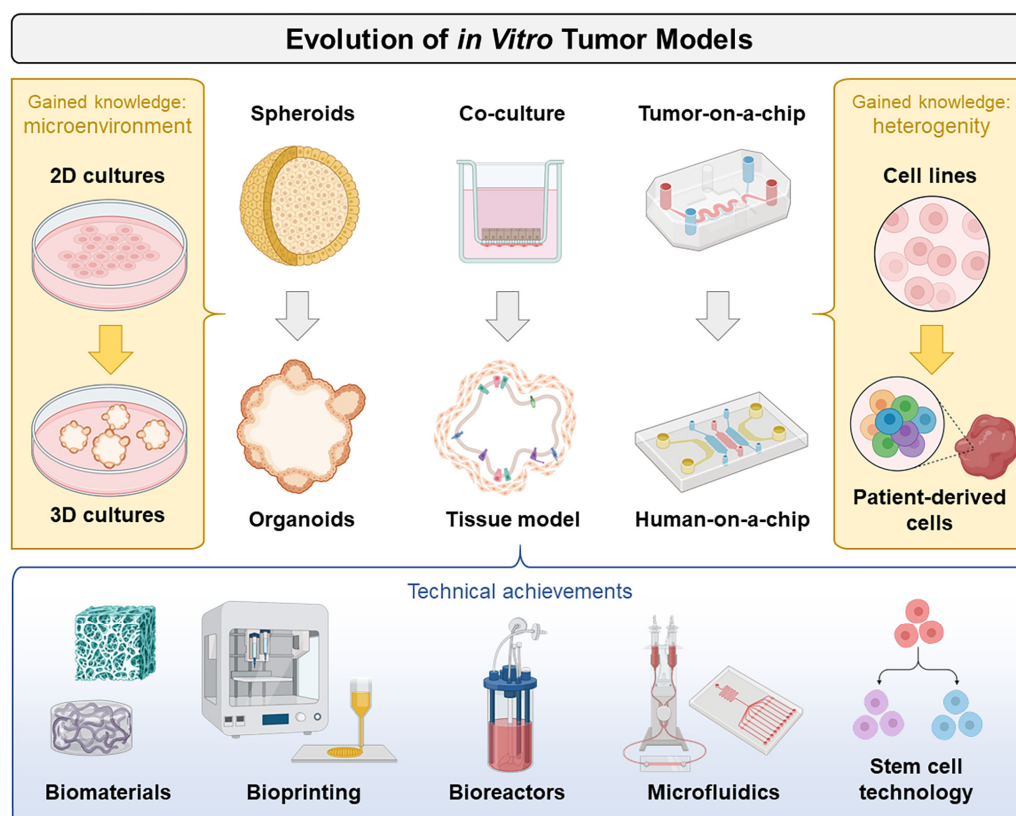 Evolution of in Vitro Tumor Models
Gained knowledge:
microenvironment
2D cultures
3D cultures
Spheroids
Co-culture
Tumor-on-a-chip
Organoids
Tissue model
Human-on-a-chip
Gained knowledge:
heterogenity
Cell lines
Patient-derived
cells
Technical achievements
Biomaterials
Bioprinting
Bioreactors
Microfluidics
Stem cell
technology